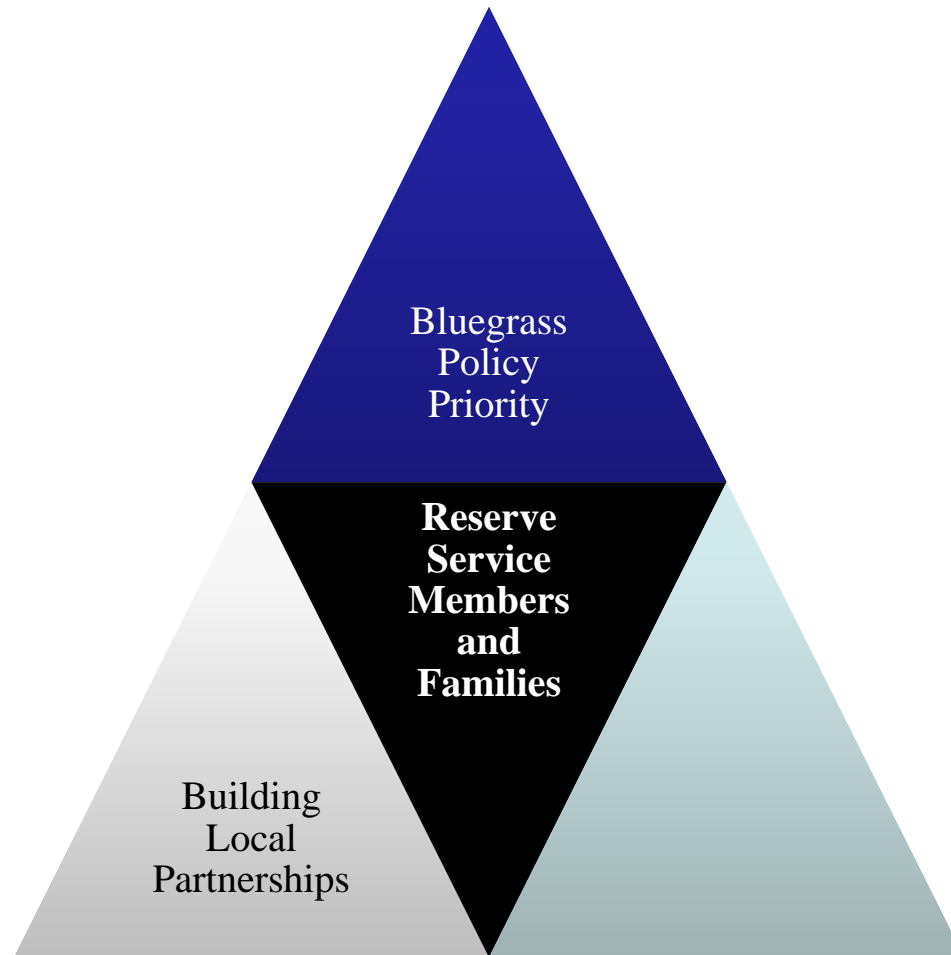 Bluegrass
Policy
Priority
Reserve
Service
Members
and
Families
Building
Local
Partnerships